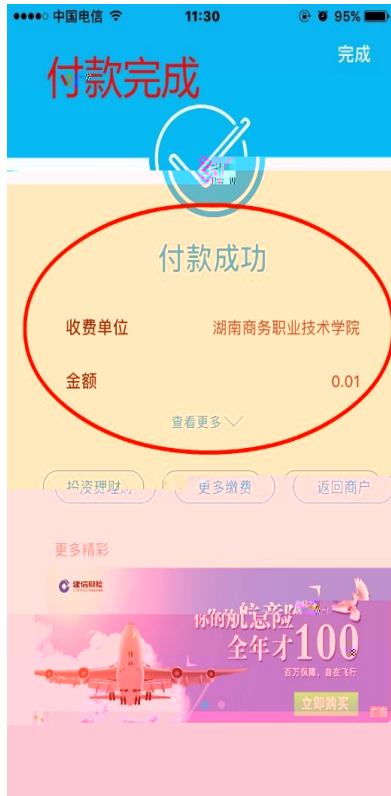 中国电信 11:30 95%
完成
付款完成
付款成功
收费单位 湖南商务职业技术学院
金额 0.01
查看更多
投资理财 更多缴费 返回商户
更多精彩
建信财险
你的航意险
全年才100
百万保障，自在飞行
立即购买
广告